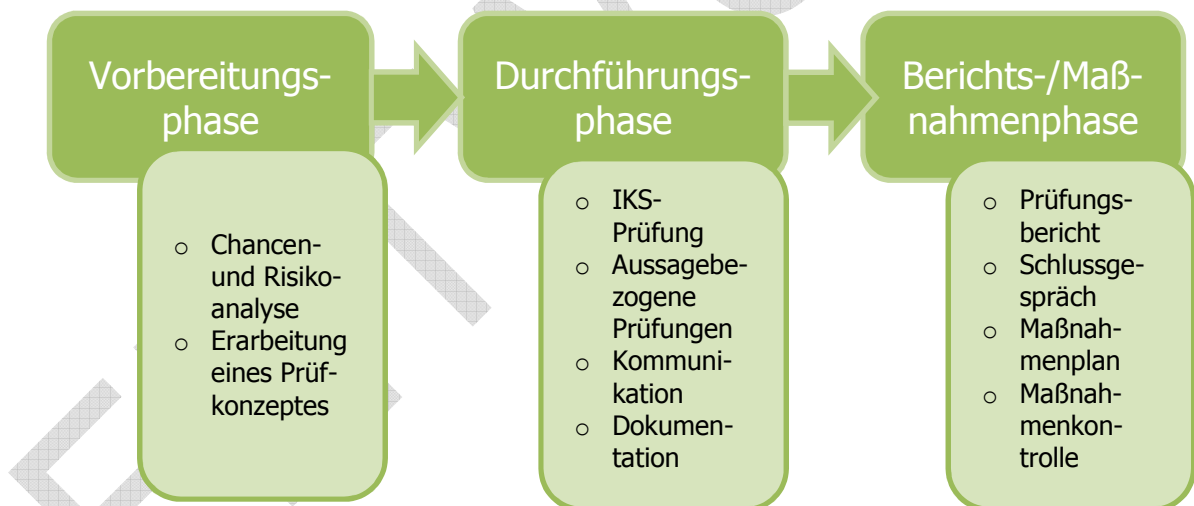 Vorbereitungs-
phase
○ Chancen-
und Risiko-
analyse
○ Erarbeitung
eines Prüf-
konzeptes
Durchführungs-
phase
○ IKS-
Prüfung
○ Aussagebe-
zogene
Prüfungen
○ Kommuni-
kation
○ Dokumen-
tation
Berichts-/Maß-
nahmenphase
○ Prüfungs-
bericht
○ Schlussge-
spräch
○ Maßnah-
menplan
○ Maßnah-
menkon-
trolle